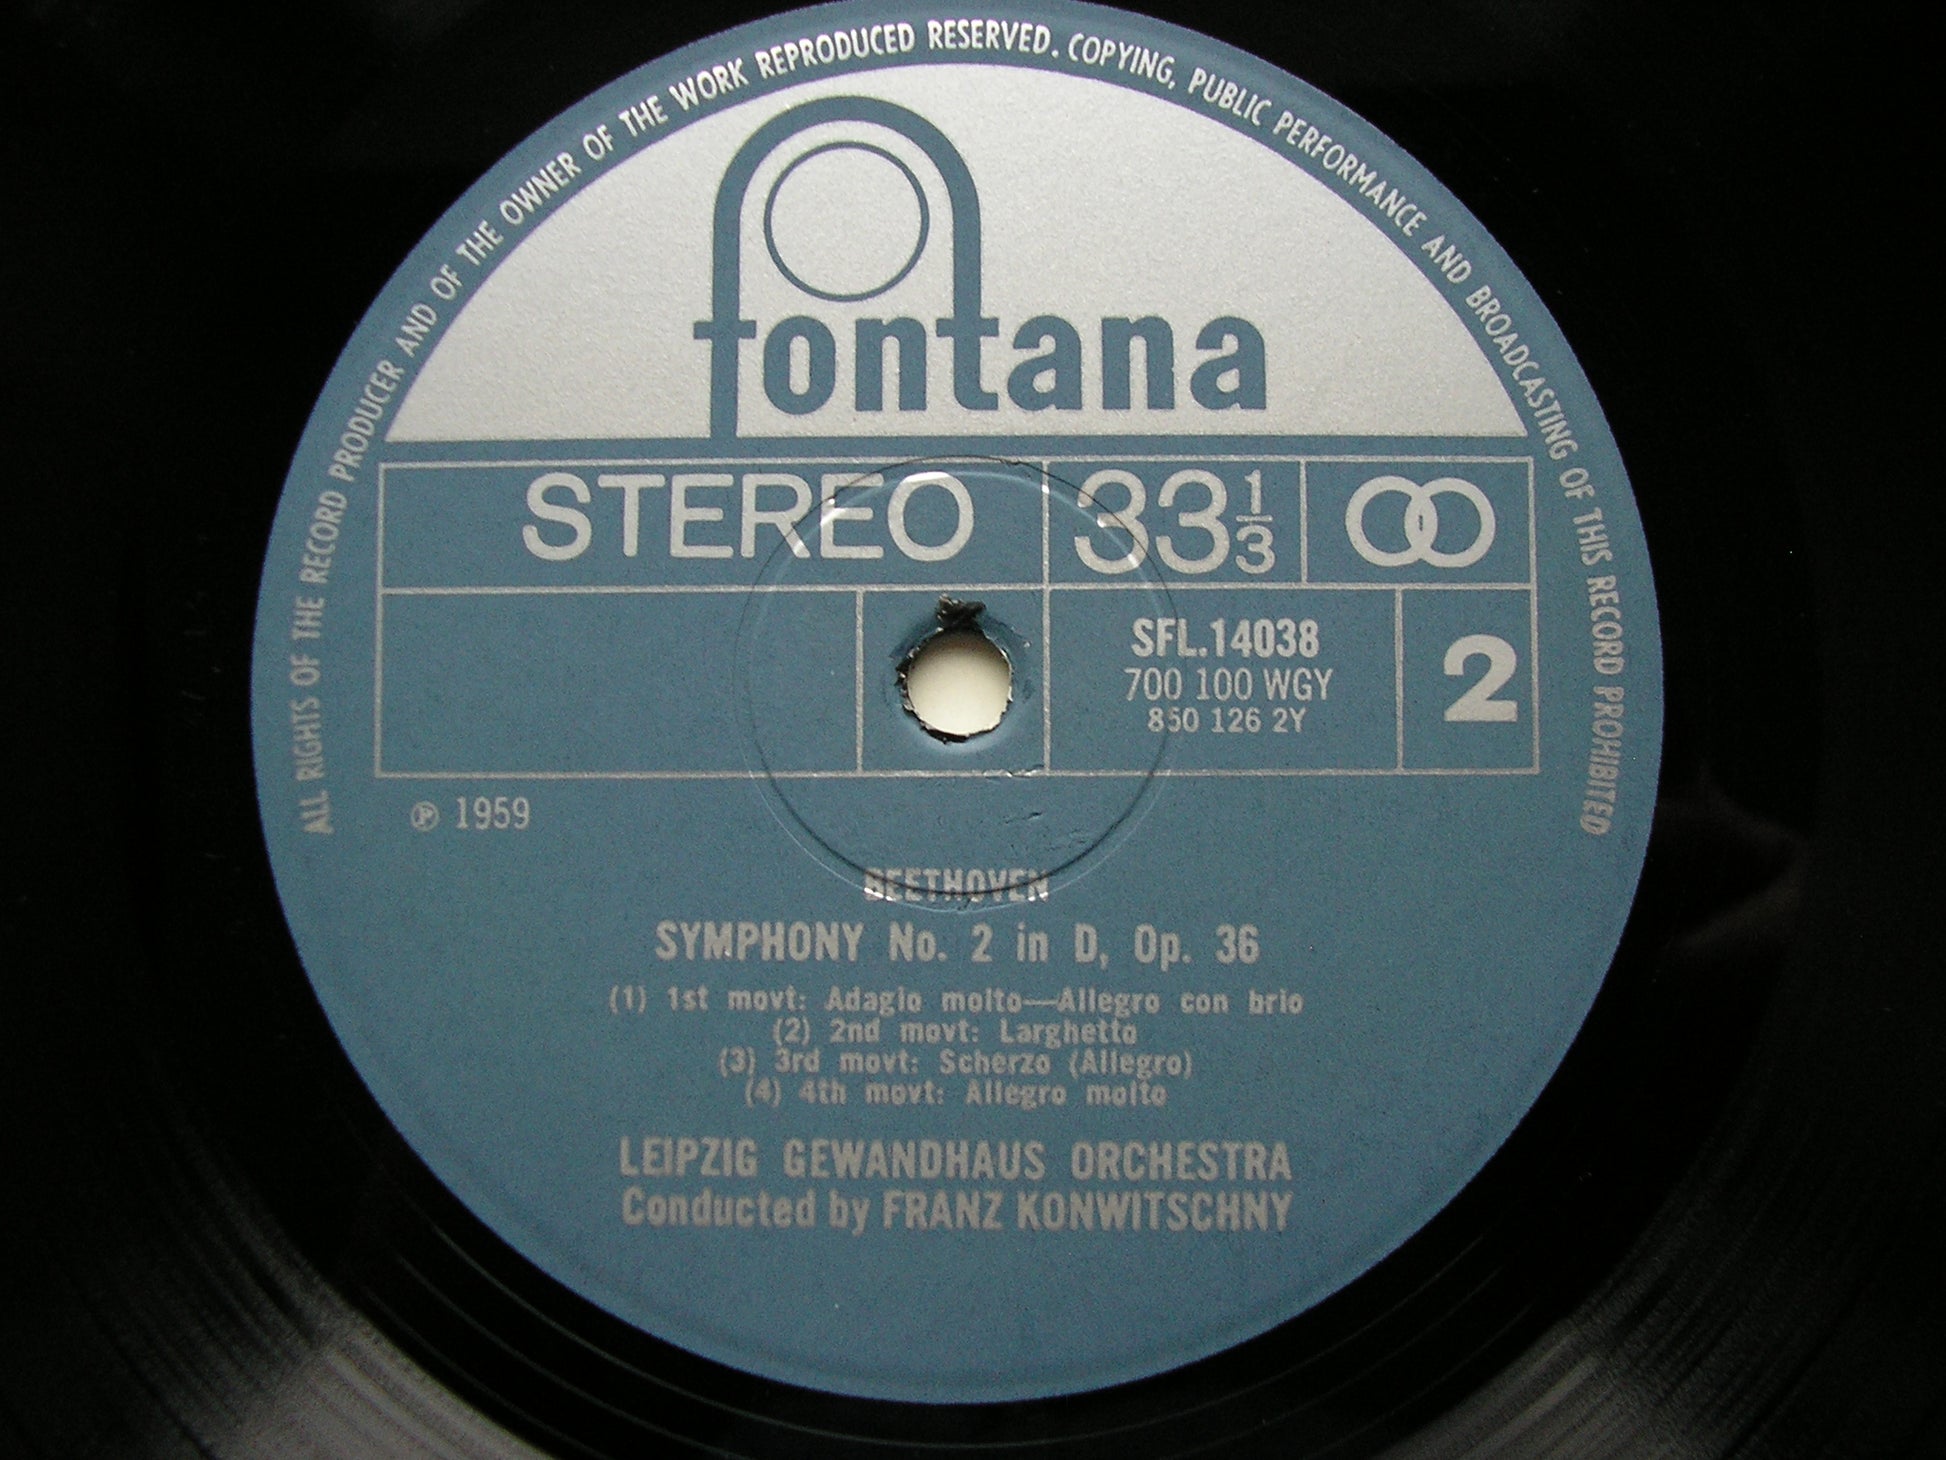 ALL RIGHTS OF THE RECORD PRODUCER AND OF THE OWNER OF THE WORK REPRODUCED RESERVED. COPYING, PUBLIC PERFORMANCE AND BROADCASTING OF THIS RECORD PROHIBITED
fontana
STEREO 33 1/3
SFL.14038
700 100 WGY
850 126 2Y
2
℗ 1959
BEETHOVEN
SYMPHONY No. 2 in D, Op. 36
(1) 1st movt: Adagio molto—Allegro con brio
(2) 2nd movt: Larghetto
(3) 3rd movt: Scherzo (Allegro)
(4) 4th movt: Allegro molto
LEIPZIG GEWANDHAUS ORCHESTRA
Conducted by FRANZ KONWITSCHNY